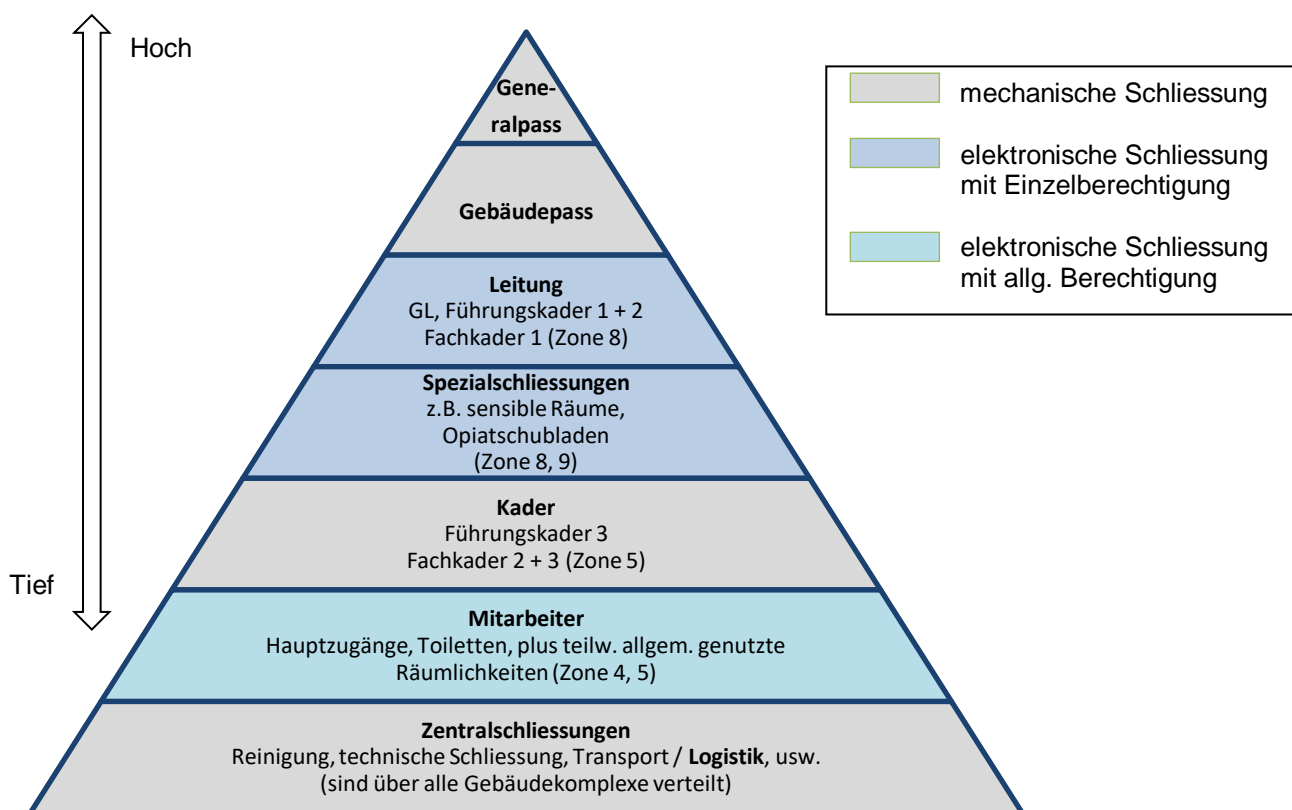 Hoch
Gene-
ralpass
Gebäudepass
Leitung
GL, Führungskader 1 + 2
Fachkader 1 (Zone 8)
Spezialschliessungen
z.B. sensible Räume,
Opiatschubladen
(Zone 8, 9)
Kader
Führungskader 3
Fachkader 2 + 3 (Zone 5)
Tief
Mitarbeiter
Hauptzugänge, Toiletten, plus teilw. allgem. genutzte
Räumlichkeiten (Zone 4, 5)
Zentralschliessungen
Reinigung, technische Schliessung, Transport / Logistik, usw.
(sind über alle Gebäudekomplexe verteilt)
mechanische Schliessung
elektronische Schliessung
mit Einzelberechtigung
elektronische Schliessung
mit allg. Berechtigung